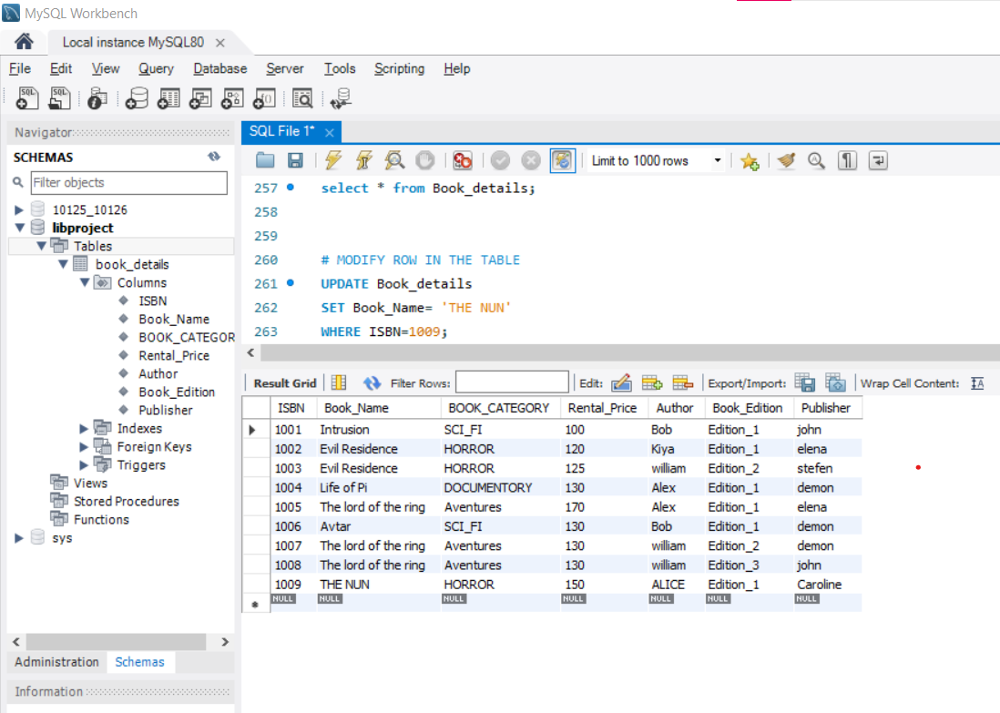 MySQL Workbench
Local instance MySQL80
File Edit View Query Database Server Tools Scripting Help
SQL SQL
Navigator
SCHEMAS
Filter objects
10125_10126
libproject
Tables
book_details
Columns
ISBN
Book_Name
BOOK_CATEGOR
Rental_Price
Author
Book_Edition
Publisher
Indexes
Foreign Keys
Triggers
Views
Stored Procedures
Functions
sys
Administration Schemas
Information
SQL File 1*
Limit to 1000 rows
257 select * from Book_details;
258
259
260 # MODIFY ROW IN THE TABLE
261 UPDATE Book_details
262 SET Book_Name= 'THE NUN'
263 WHERE ISBN=1009;
Result Grid Filter Rows: Edit: Export/Import: Wrap Cell Content:
ISBN Book_Name BOOK_CATEGORY Rental_Price Author Book_Edition Publisher
1001 Intrusion SCI_FI 100 Bob Edition_1 john
1002 Evil Residence HORROR 120 Kiya Edition_1 elena
1003 Evil Residence HORROR 125 william Edition_2 stefen
1004 Life of Pi DOCUMENTORY 130 Alex Edition_1 demon
1005 The lord of the ring Aventures 170 Alex Edition_1 elena
1006 Avtar SCI_FI 130 Bob Edition_1 demon
1007 The lord of the ring Aventures 130 william Edition_2 demon
1008 The lord of the ring Aventures 130 william Edition_3 john
1009 THE NUN HORROR 150 ALICE Edition_1 Caroline
NULL NULL NULL NULL NULL NULL NULL